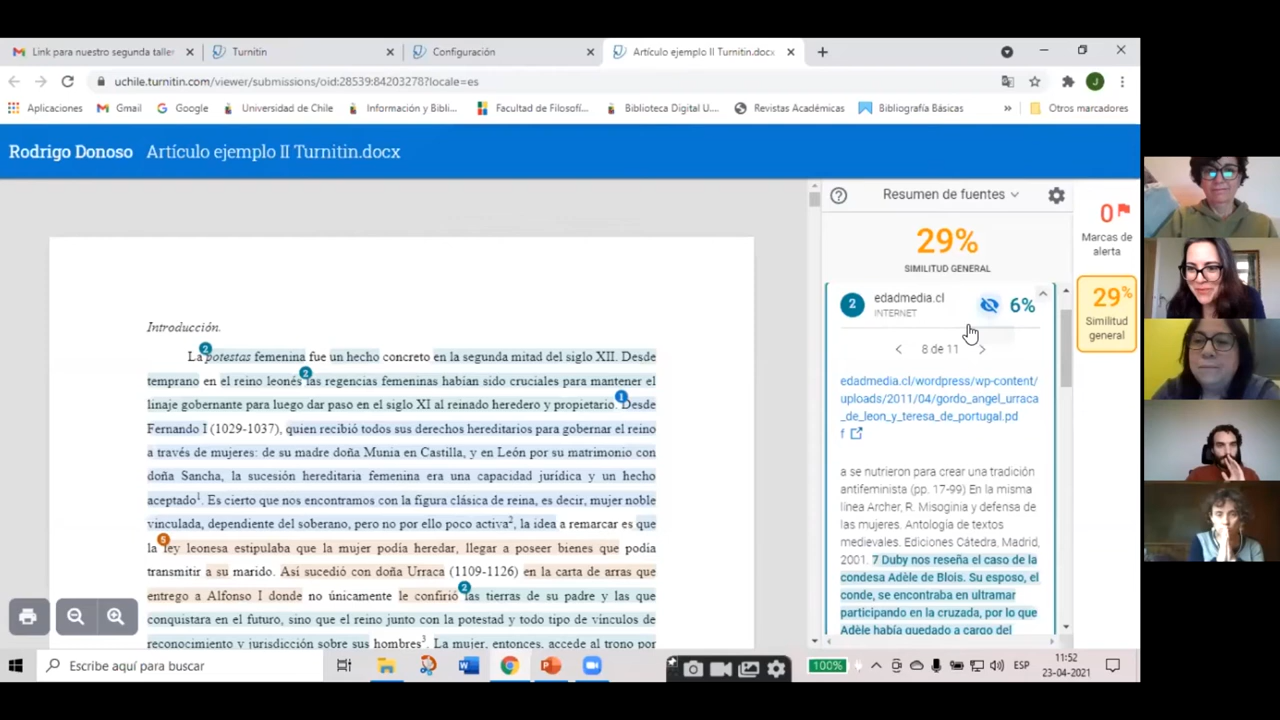 Link para nuestro segunda talle
Turnitin
Configuración
Artículo ejemplo II Turnitin.docx
uchile.turnitin.com/viewer/submissions/oid:28539:84203278?locale=es
J
Aplicaciones
Gmail
Google
Universidad de Chile
Información y Bibli...
Facultad de Filosofí...
Biblioteca Digital U...
Revistas Académicas
Bibliografía Básicas
»
Otros marcadores
Rodrigo Donoso Artículo ejemplo II Turnitin.docx
Introducción.
La potestas femenina fue un hecho concreto en la segunda mitad del siglo XII. Desde
temprano en el reino leonés las regencias femeninas habían sido cruciales para mantener el
linaje gobernante para luego dar paso en el siglo XI al reinado heredero y propietario. Desde
Fernando I (1029-1037), quien recibió todos sus derechos hereditarios para gobernar el reino
a través de mujeres: de su madre doña Munia en Castilla, y en León por su matrimonio con
doña Sancha, la sucesión hereditaria femenina era una capacidad jurídica y un hecho
aceptado1. Es cierto que nos encontramos con la figura clásica de reina, es decir, mujer noble
vinculada, dependiente del soberano, pero no por ello poco activa2, la idea a remarcar es que
la ley leonesa estipulaba que la mujer podía heredar, llegar a poseer bienes que podía
transmitir a su marido. Así sucedió con doña Urraca (1109-1126) en la carta de arras que
entrego a Alfonso I donde no únicamente le confirió las tierras de su padre y las que
conquistara en el futuro, sino que el reino junto con la potestad y todo tipo de vínculos de
reconocimiento y jurisdicción sobre sus hombres3. La mujer, entonces, accede al trono por
2
2
1
5
2
Resumen de fuentes
29%
SIMILITUD GENERAL
2
edadmedia.cl
INTERNET
6%
8 de 11
edadmedia.cl/wordpress/wp-content/
uploads/2011/04/gordo_angel_urraca
_de_leon_y_teresa_de_portugal.pd
f
a se nutrieron para crear una tradición
antifeminista (pp. 17-99) En la misma
línea Archer, R. Misoginia y defensa de
las mujeres. Antología de textos
medievales. Ediciones Cátedra, Madrid,
2001. 7 Duby nos reseña el caso de la
condesa Adèle de Blois. Su esposo, el
conde, se encontraba en ultramar
participando en la cruzada, por lo que
Adèle había quedado a cargo del
0
Marcas de
alerta
29%
Similitud
general
Escribe aquí para buscar
100%
ESP
11:52
23-04-2021